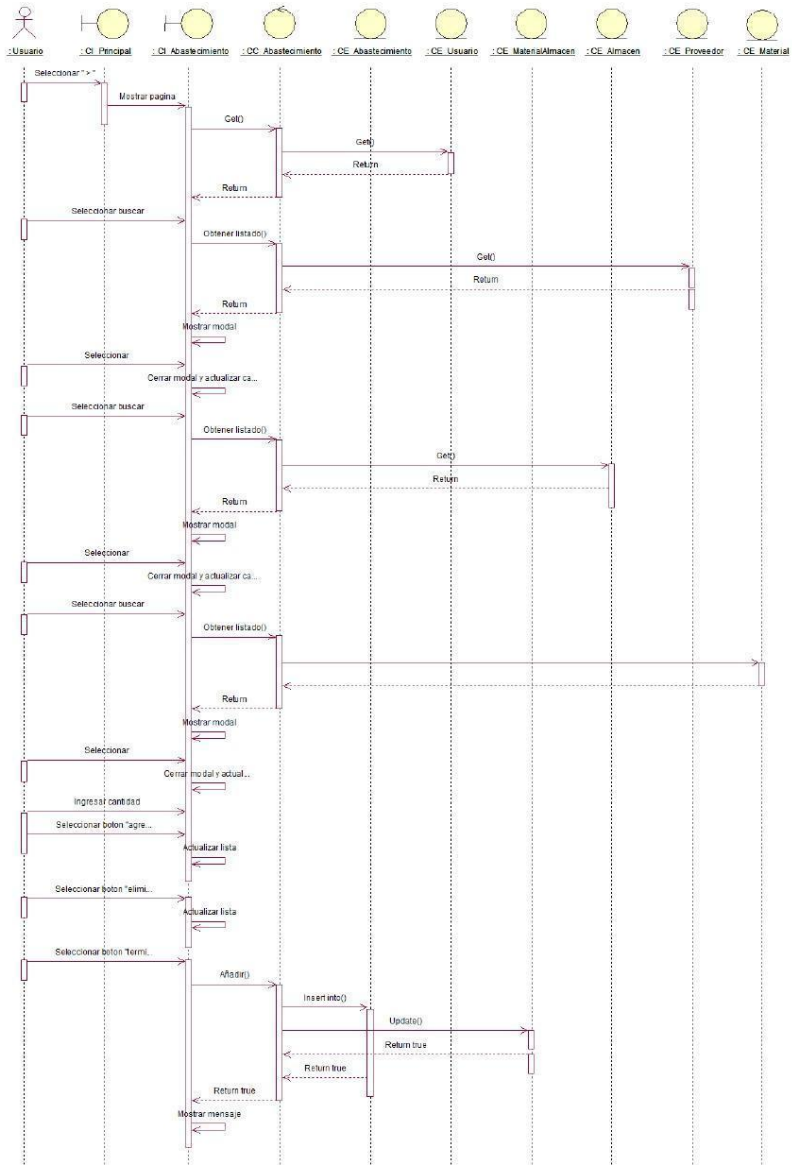 : Usuario : CI_Principal : CI_Abastecimiento : CC_Abastecimiento : CE_Abastecimiento : CE_Usuario : CE_MaterialAlmacen : CE_Almacen : CE_Proveedor : CE_Material
Seleccionar " > "
Mostrar pagina
Get()
Get()
Return
Return
Seleccionar buscar
Obtener listado()
Get()
Return
Return
Mostrar modal
Seleccionar
Cerrar modal y actualizar ca...
Seleccionar buscar
Obtener listado()
Get()
Return
Return
Mostrar modal
Seleccionar
Cerrar modal y actualizar ca...
Seleccionar buscar
Obtener listado()
Return
Mostrar modal
Seleccionar
Cerrar modal y actual...
Ingresar cantidad
Seleccionar boton "agre...
Actualizar lista
Seleccionar boton "elimi...
Actualizar lista
Seleccionar boton "termi...
Añadir()
Insert into()
Update()
Return true
Return true
Return true
Mostrar mensaje